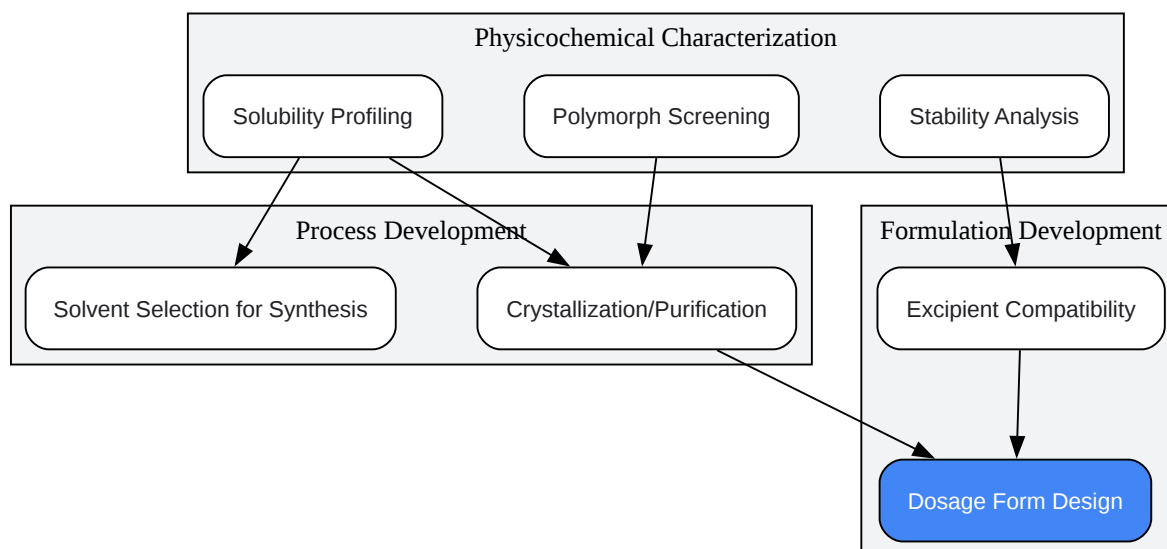 Physicochemical Characterization
Solubility Profiling
Polymorph Screening
Stability Analysis
Process Development
Formulation Development
Solvent Selection for Synthesis
Crystallization/Purification
Excipient Compatibility
Dosage Form Design